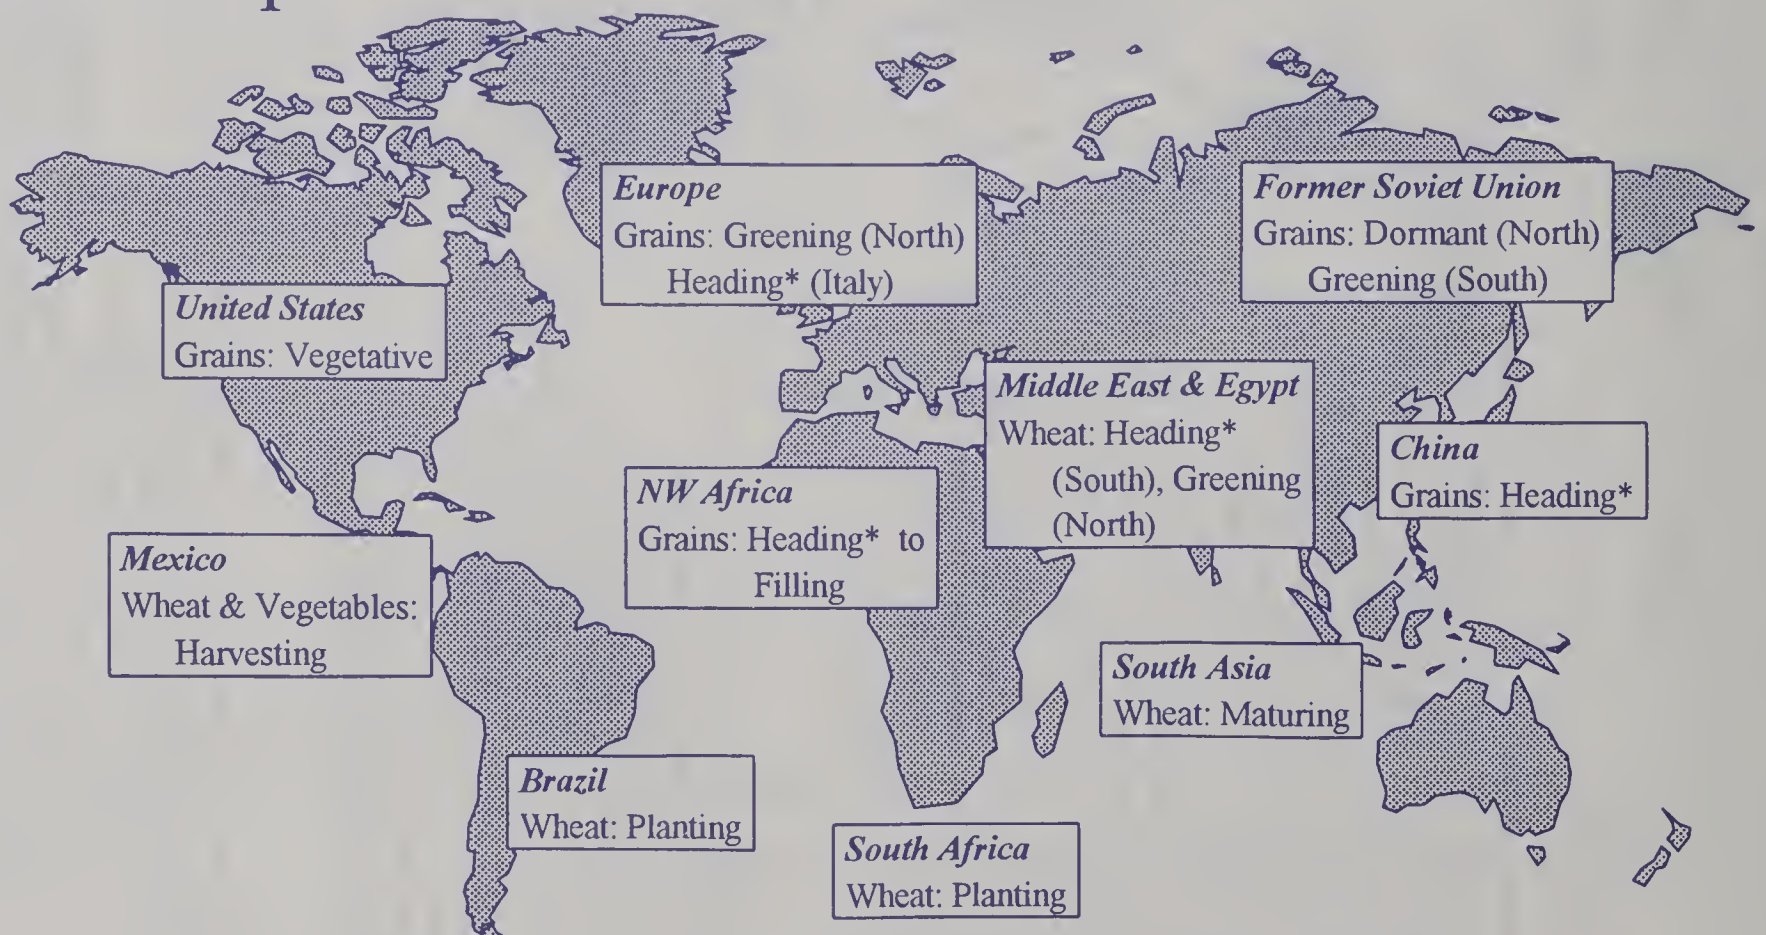 Europe
Grains: Greening (North)
Heading* (Italy)
Former Soviet Union
Grains: Dormant (North)
Greening (South)
United States
Grains: Vegetative
Middle East & Egypt
Wheat: Heading*
(South), Greening
(North)
China
Grains: Heading*
NW Africa
Grains: Heading* to
Filling
Mexico
Wheat & Vegetables:
Harvesting
South Asia
Wheat: Maturing
Brazil
Wheat: Planting
South Africa
Wheat: Planting